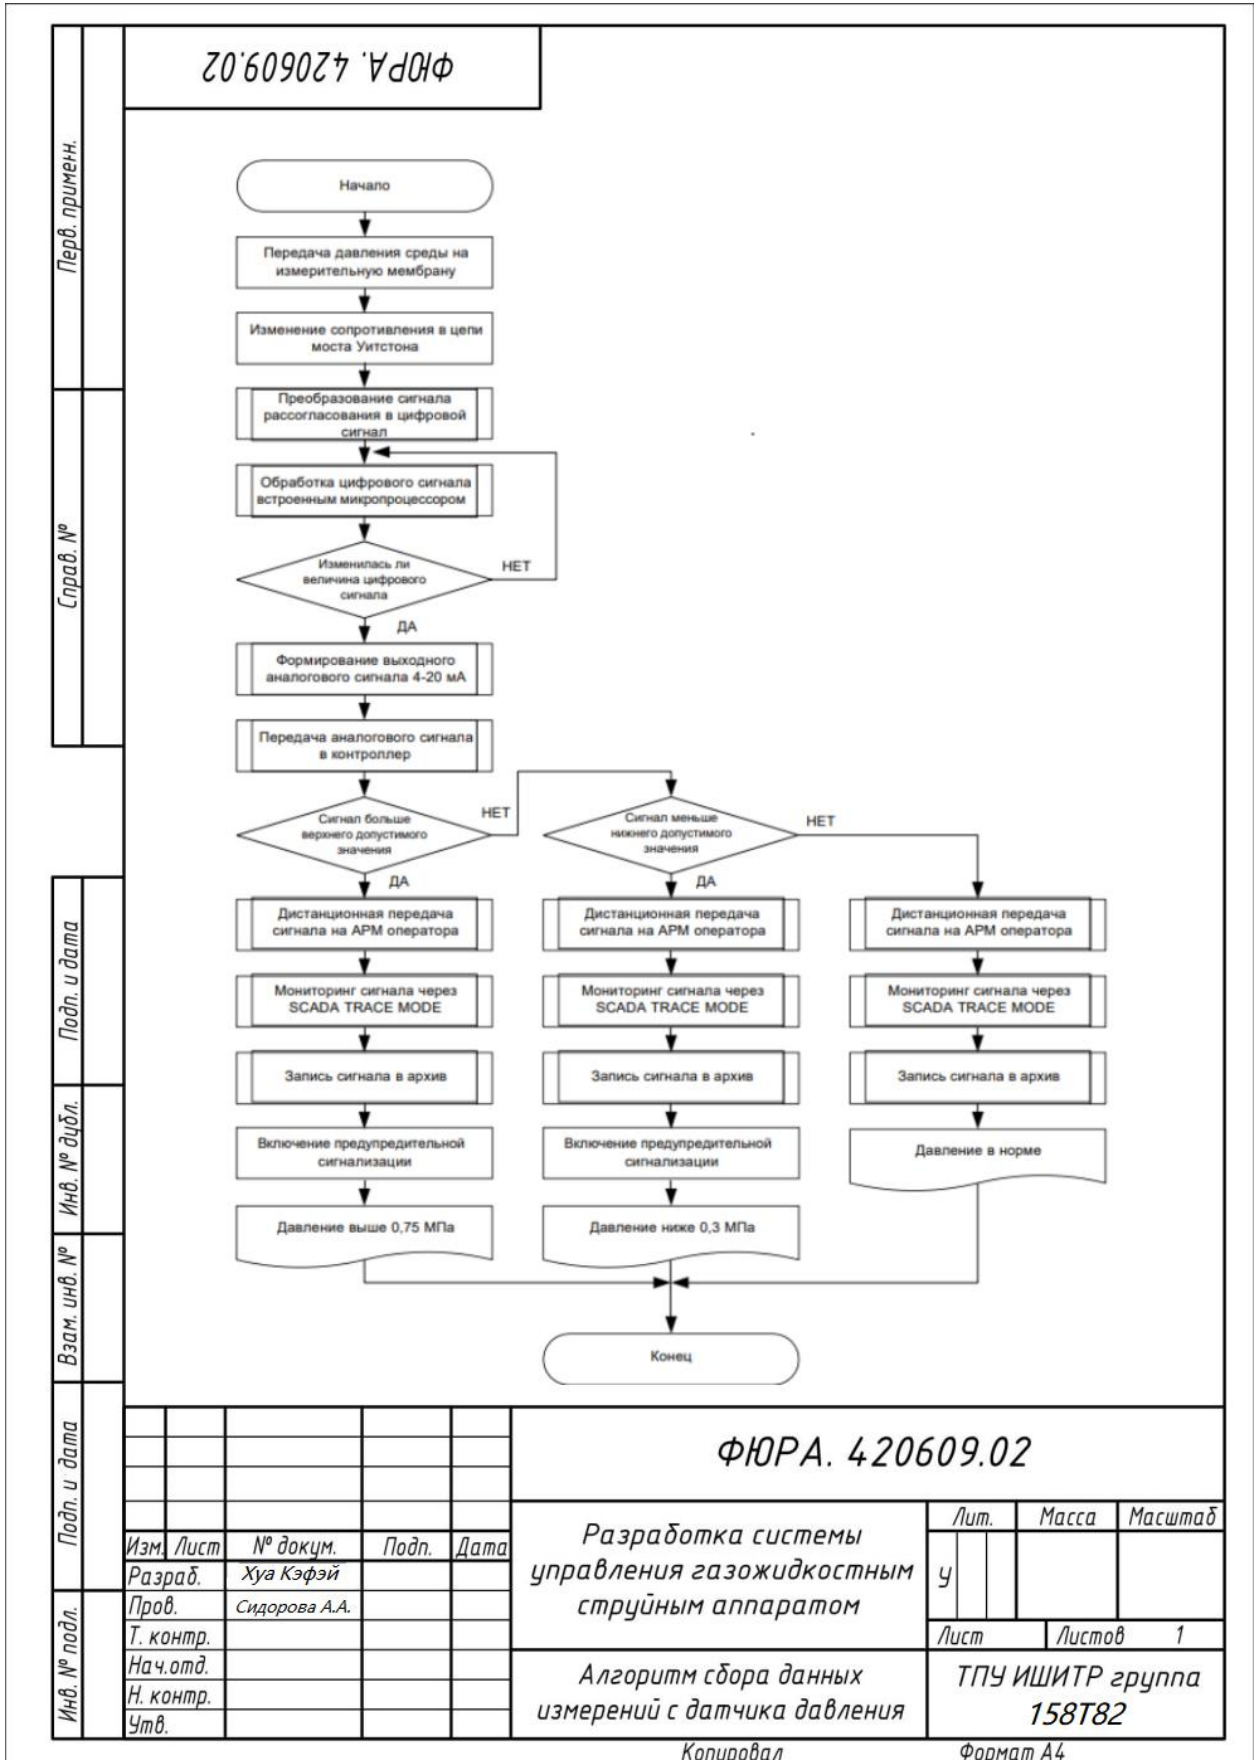 ФЮРА. 420609.02
Перв. примен.
Справ. №
Подп. и дата
Инв. № дубл.
Взам. инв. №
Подп. и дата
Инв. № подл.
Начало
Передача давления среды на
измерительную мембрану
Изменение сопротивления в цепи
моста Уитстона
Преобразование сигнала
рассогласования в цифровой
сигнал
Обработка цифрового сигнала
встроенным микропроцессором
Изменилась ли
величина цифрового
сигнала
НЕТ
ДА
Формирование выходного
аналогового сигнала 4-20 мА
Передача аналогового сигнала
в контроллер
Сигнал больше
верхнего допустимого
значения
НЕТ
ДА
Сигнал меньше
нижнего допустимого
значения
НЕТ
ДА
Дистанционная передача
сигнала на АРМ оператора
Мониторинг сигнала через
SCADA TRACE MODE
Запись сигнала в архив
Включение предупредительной
сигнализации
Давление выше 0,75 МПа
Дистанционная передача
сигнала на АРМ оператора
Мониторинг сигнала через
SCADA TRACE MODE
Запись сигнала в архив
Включение предупредительной
сигнализации
Давление ниже 0,3 МПа
Дистанционная передача
сигнала на АРМ оператора
Мониторинг сигнала через
SCADA TRACE MODE
Запись сигнала в архив
Давление в норме
Конец
ФЮРА. 420609.02
Изм. Лист № докум. Подп. Дата
Разраб. Хуа Кэфэй
Пров. Сидорова А.А.
Т. контр.
Нач.отд.
Н. контр.
Утв.
Разработка системы
управления газожидкостным
струйным аппаратом
Алгоритм сбора данных
измерений с датчика давления
Лит. Масса Масштаб
У
Лист Листов 1
ТПУ ИШИТР группа
158Т82
Копировал Формат А4